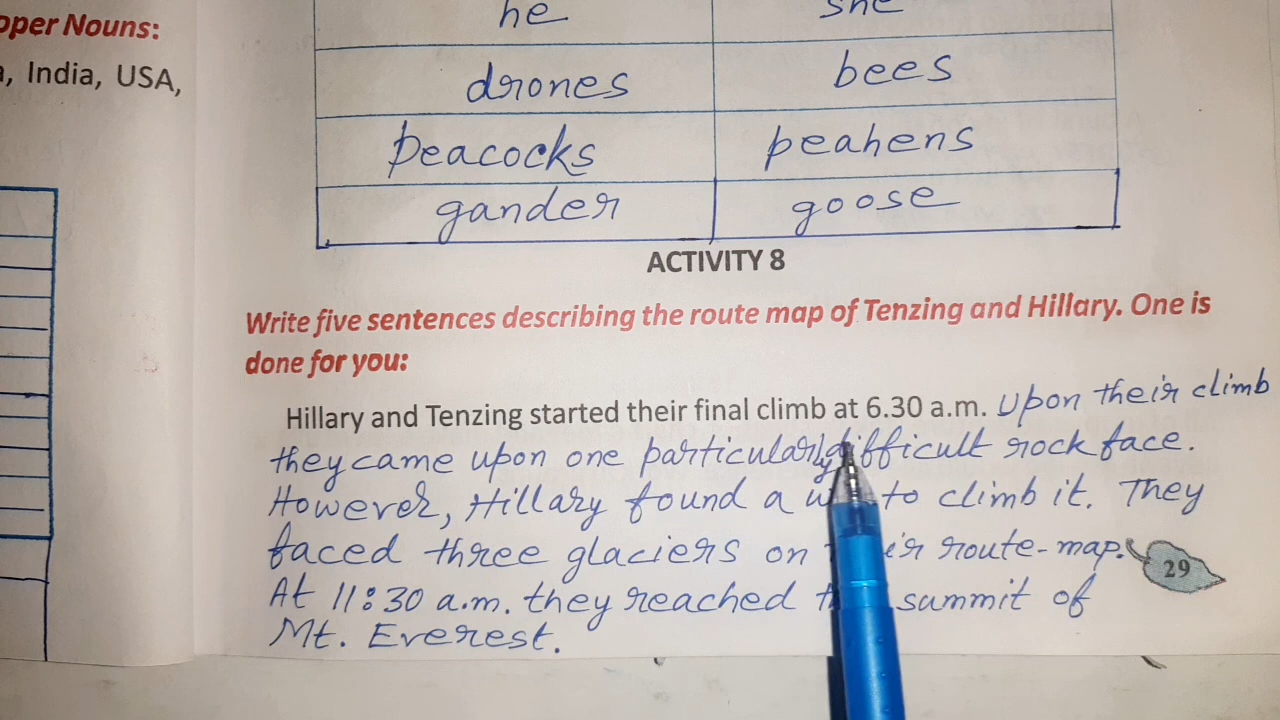 oper Nouns:
, India, USA,
he she
drones bees
peacocks peahens
gander goose
ACTIVITY 8
Write five sentences describing the route map of Tenzing and Hillary. One is
done for you:
Hillary and Tenzing started their final climb at 6.30 a.m. Upon their climb
they came upon one particularly difficult rock face.
However, Hillary found a to climb it. They
faced three glaciers on route-map.
29
At 11:30 a.m. they reached summit of
Mt. Everest.